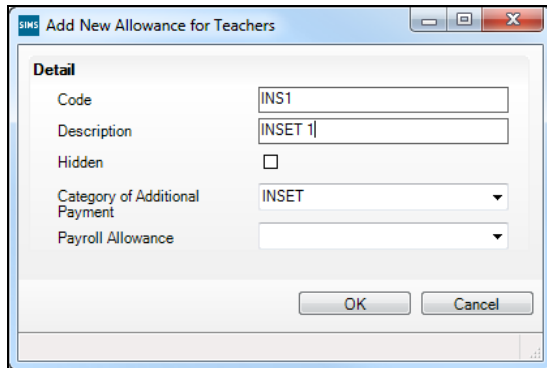 SIMS Add New Allowance for Teachers
Detail
Code INS1
Description INSET 1
Hidden
Category of Additional INSET
Payment
Payroll Allowance
OK Cancel